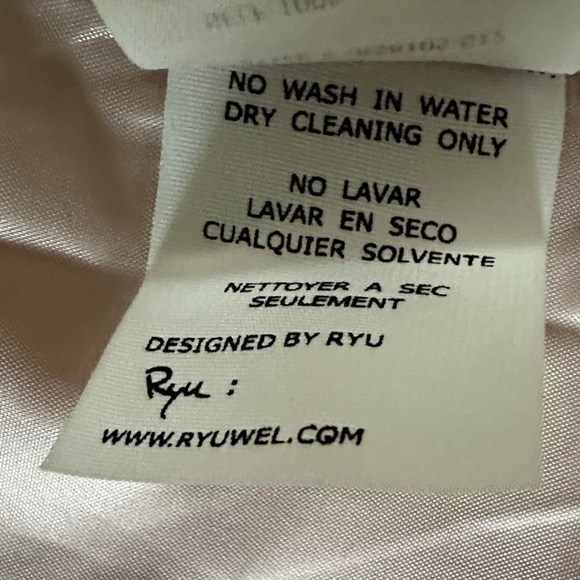 NO WASH IN WATER
DRY CLEANING ONLY
NO LAVAR
LAVAR EN SECO
CUALQUIER SOLVENTE
NETTOYER A SEC
SEULEMENT
DESIGNED BY RYU
Ryu :
WWW.RYUWEL.COM